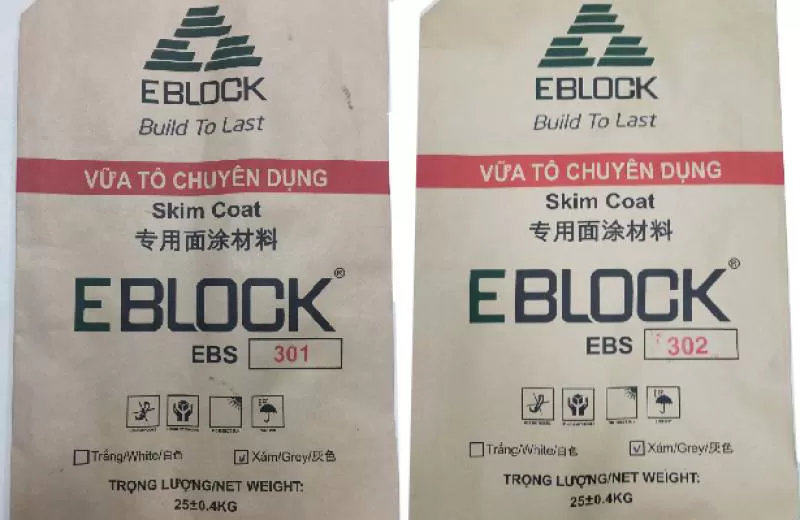 EBLOCK
Build To Last
VỮA TÔ CHUYÊN DỤNG
Skim Coat
专用面涂材料
EBLOCK®
EBS 301
Trắng/White/白色
Xám/Grey/灰色
TRỌNG LƯỢNG/NET WEIGHT:
25±0.4KG
EBLOCK
Build To Last
VỮA TÔ CHUYÊN DỤNG
Skim Coat
专用面涂材料
EBLOCK®
EBS 302
Trắng/White/白色
Xám/Grey/灰色
TRỌNG LƯỢNG/NET WEIGHT:
25±0.4KG